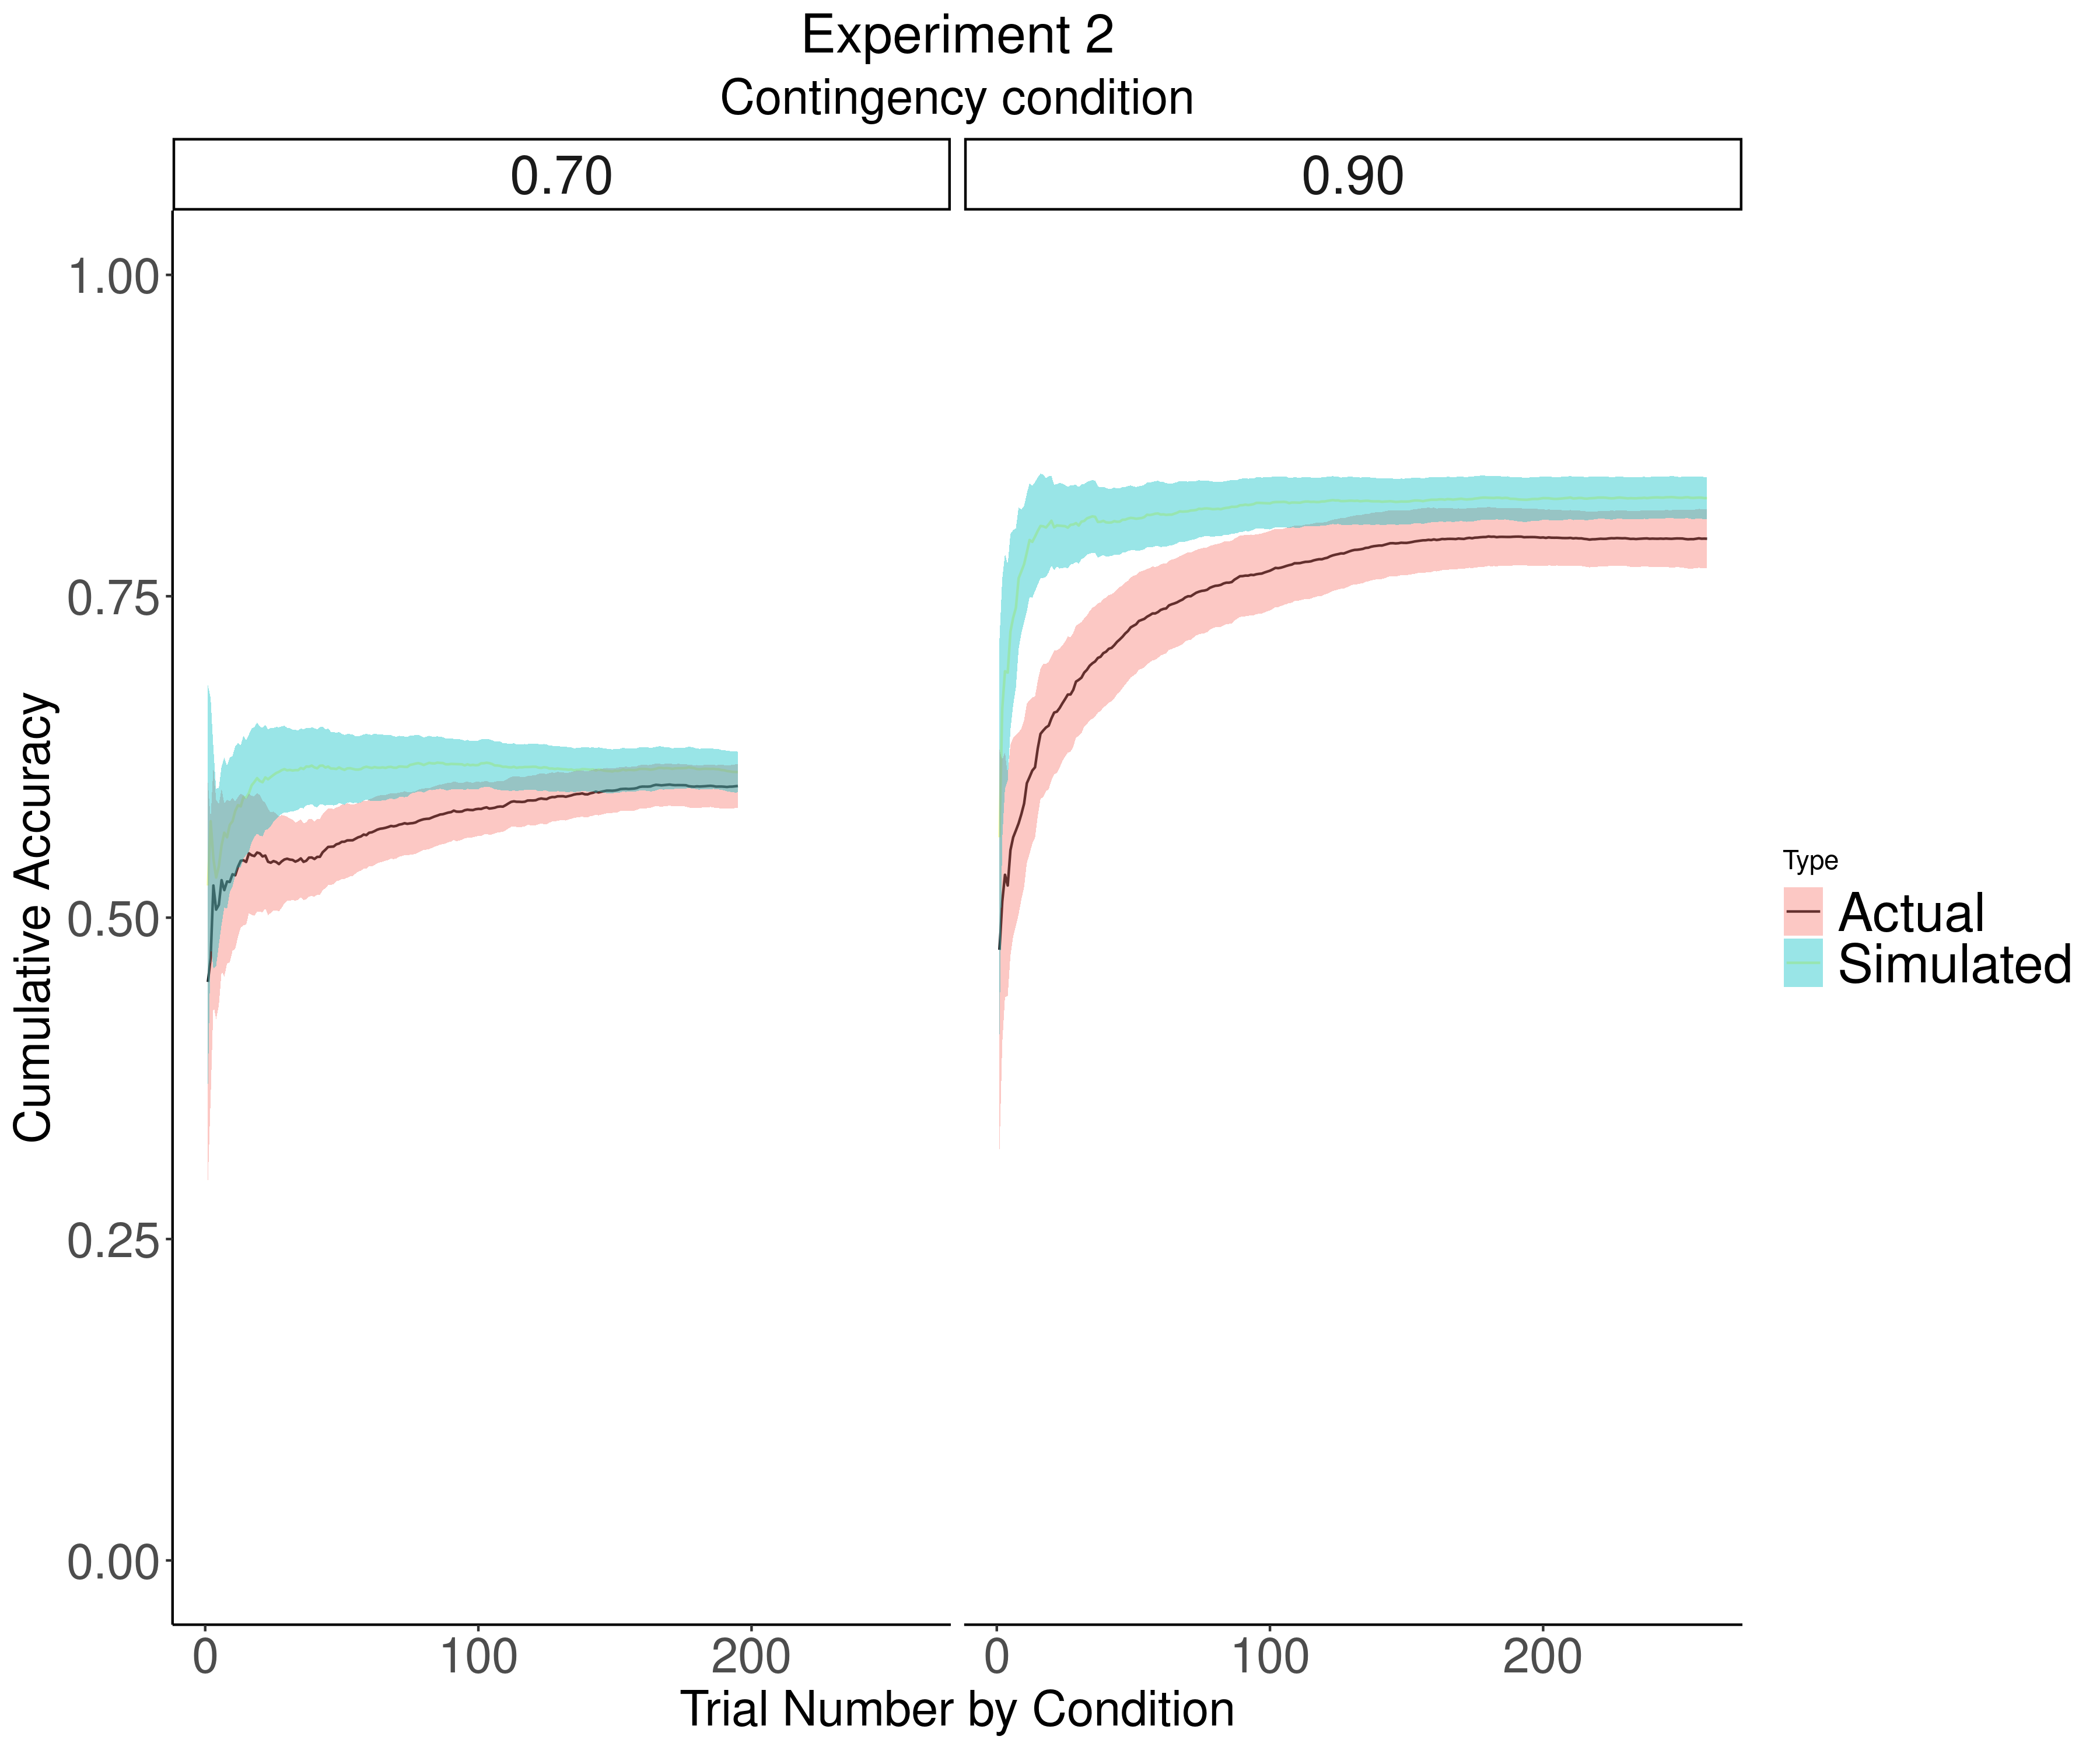 Experiment 2
Contingency condition
0.70
0.90
1.00
0.75
0.50
0.25
0.00
Cumulative Accuracy
0 100 200
0 100 200
Trial Number by Condition
Type
Actual
Simulated